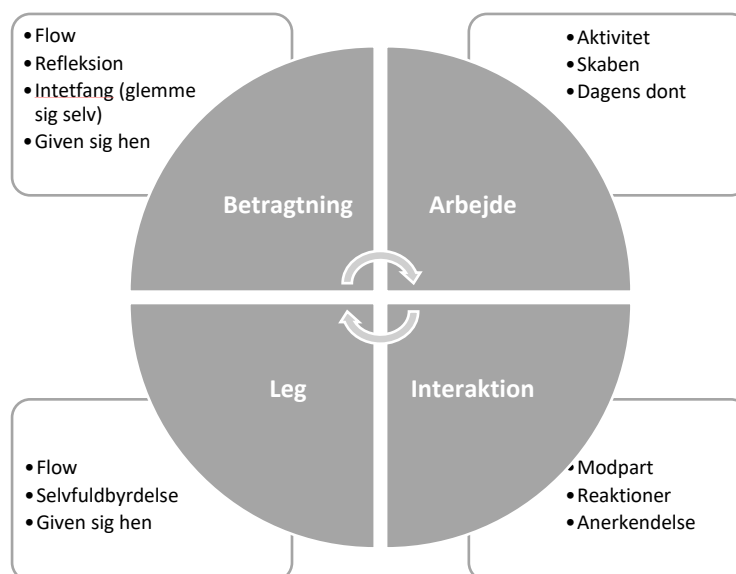 • Flow
• Refleksion
• Intetfang (glemme
sig selv)
• Given sig hen
• Aktivitet
• Skaben
• Dagens dont
Betragtning
Arbejde
Leg
Interaktion
• Flow
• Selvfuldbyrdelse
• Given sig hen
• Modpart
• Reaktioner
• Anerkendelse